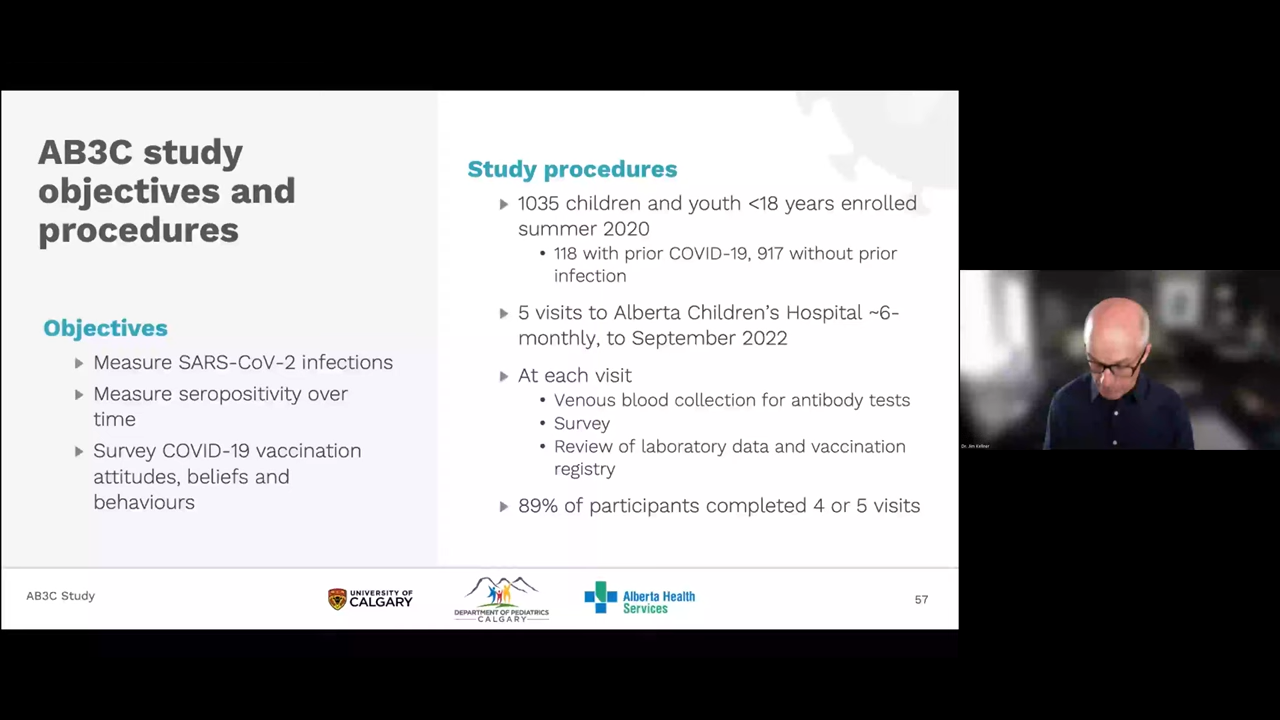 AB3C study
objectives and
procedures
Objectives
Measure SARS-CoV-2 infections
Measure seropositivity over
time
Survey COVID-19 vaccination
attitudes, beliefs and
behaviours
Study procedures
1035 children and youth <18 years enrolled
summer 2020
• 118 with prior COVID-19, 917 without prior
infection
5 visits to Alberta Children's Hospital ~6-
monthly, to September 2022
At each visit
• Venous blood collection for antibody tests
• Survey
• Review of laboratory data and vaccination
registry
89% of participants completed 4 or 5 visits
AB3C Study
UNIVERSITY OF
CALGARY
DEPARTMENT OF PEDIATRICS
CALGARY
Alberta Health
Services
57
Dr. Jim Kellner